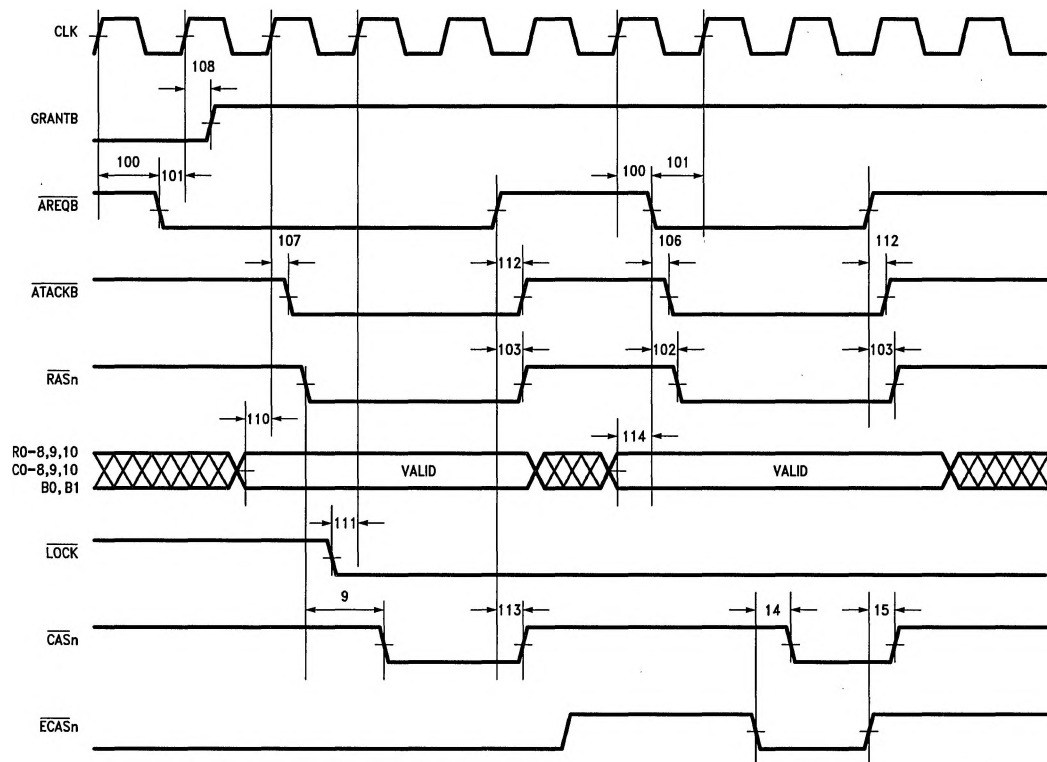 CLK
108
GRANTB
100 101 100 101
AREQB
107 112 106 112
ATACKB
103 102 103
RASn
110 114
R0-8,9,10
C0-8,9,10
B0, B1
VALID VALID
111
LOCK
9 113 14 15
CASn
ECASn